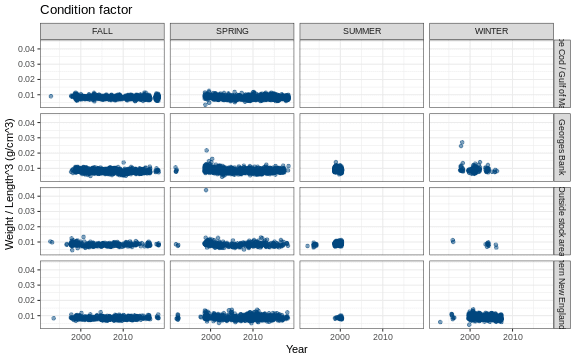 Condition factor
FALL SPRING SUMMER WINTER
0.04
0.03
0.02
0.01
Cod / Gulf of
0.04
0.03
0.02
0.01
Georges Bank
0.04
0.03
0.02
0.01
Outside stock area
0.04
0.03
0.02
0.01
New England
Weight / Length^3 (g/cm^3)
2000 2010 2000 2010 2000 2010 2000 2010
Year